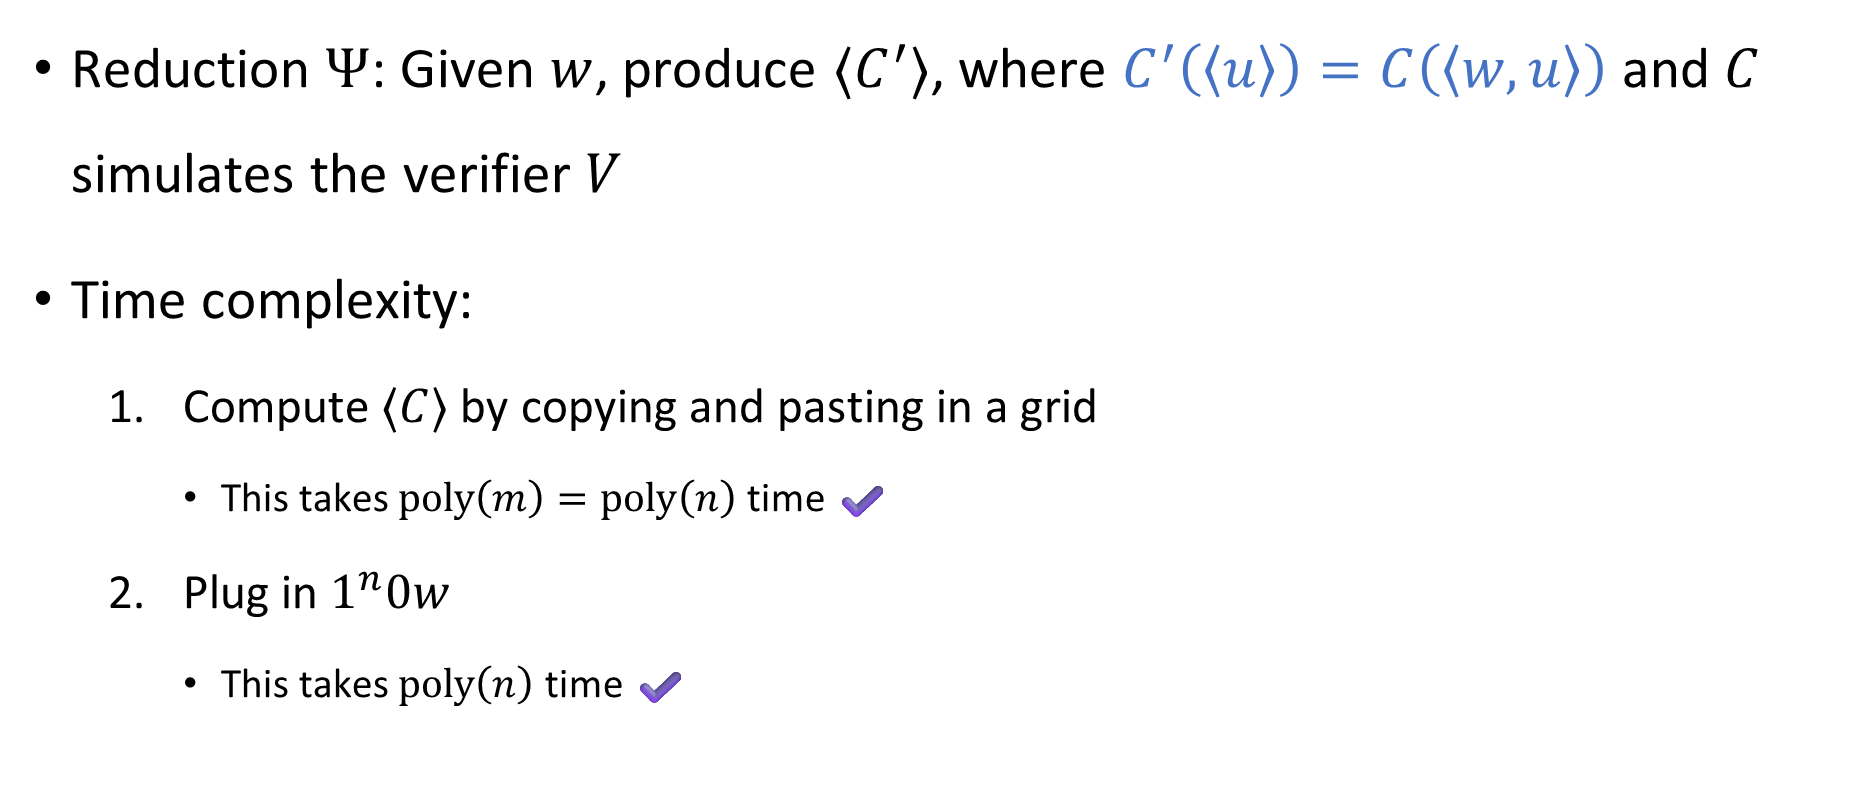 • Reduction Ψ: Given 𝑤, produce ⟨𝐶′⟩, where 𝐶′(⟨𝑢⟩) = 𝐶(⟨𝑤, 𝑢⟩) and 𝐶
simulates the verifier 𝑉
• Time complexity:
1. Compute ⟨𝐶⟩ by copying and pasting in a grid
• This takes poly(𝑚) = poly(𝑛) time ✔
2. Plug in 1ⁿ0𝑤
• This takes poly(𝑛) time ✔